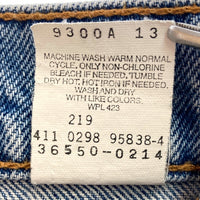 9300A 13
MACHINE WASH WARM NORMAL
CYCLE. ONLY NON-CHLORINE
BLEACH IF NEEDED. TUMBLE
DRY HOT. HOT IRON IF NEEDED.
WASH AND DRY
WITH LIKE COLORS.
WPL 423
219
411 0298 95838-4
36550-0214